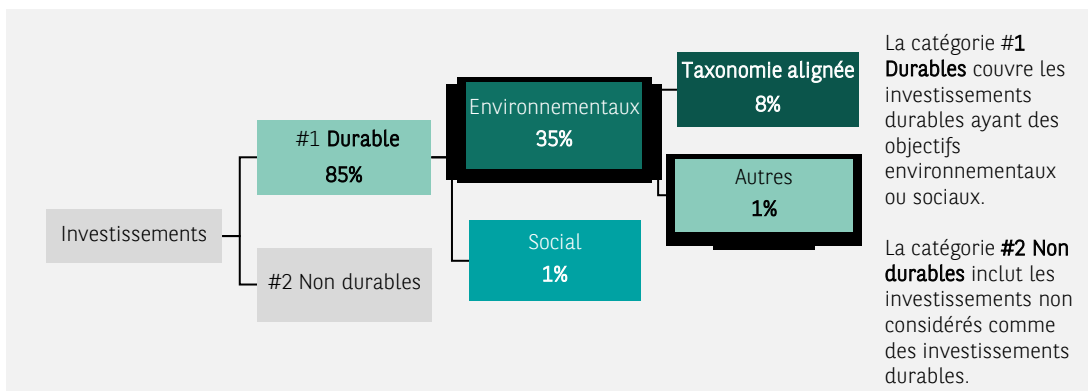 Investissements
#1 Durable
85%
#2 Non durables
Environnementaux
35%
Social
1%
Taxonomie alignée
8%
Autres
1%
La catégorie #1
Durables couvre les
investissements
durables ayant des
objectifs
environnementaux
ou sociaux.
La catégorie #2 Non
durables inclut les
investissements non
considérés comme
des investissements
durables.